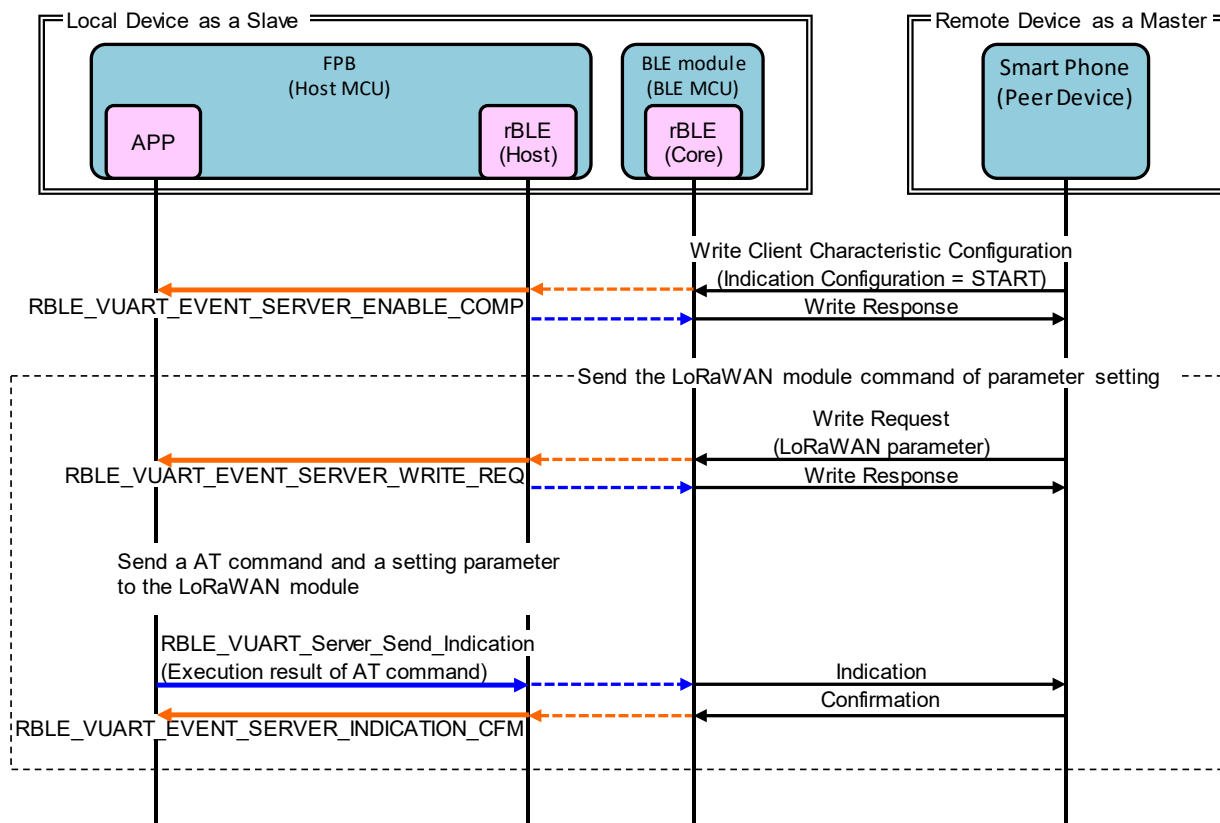 Local Device as a Slave
Remote Device as a Master
FPB
(Host MCU)
BLE module
(BLE MCU)
Smart Phone
(Peer Device)
APP
rBLE
(Host)
rBLE
(Core)
Write Client Characteristic Configuration
(Indication Configuration = START)
RBLE_VUART_EVENT_SERVER_ENABLE_COMP
Write Response
Send the LoRaWAN module command of parameter setting
Write Request
(LoRaWAN parameter)
RBLE_VUART_EVENT_SERVER_WRITE_REQ
Write Response
Send a AT command and a setting parameter
to the LoRaWAN module
RBLE_VUART_Server_Send_Indication
(Execution result of AT command)
Indication
Confirmation
RBLE_VUART_EVENT_SERVER_INDICATION_CFM